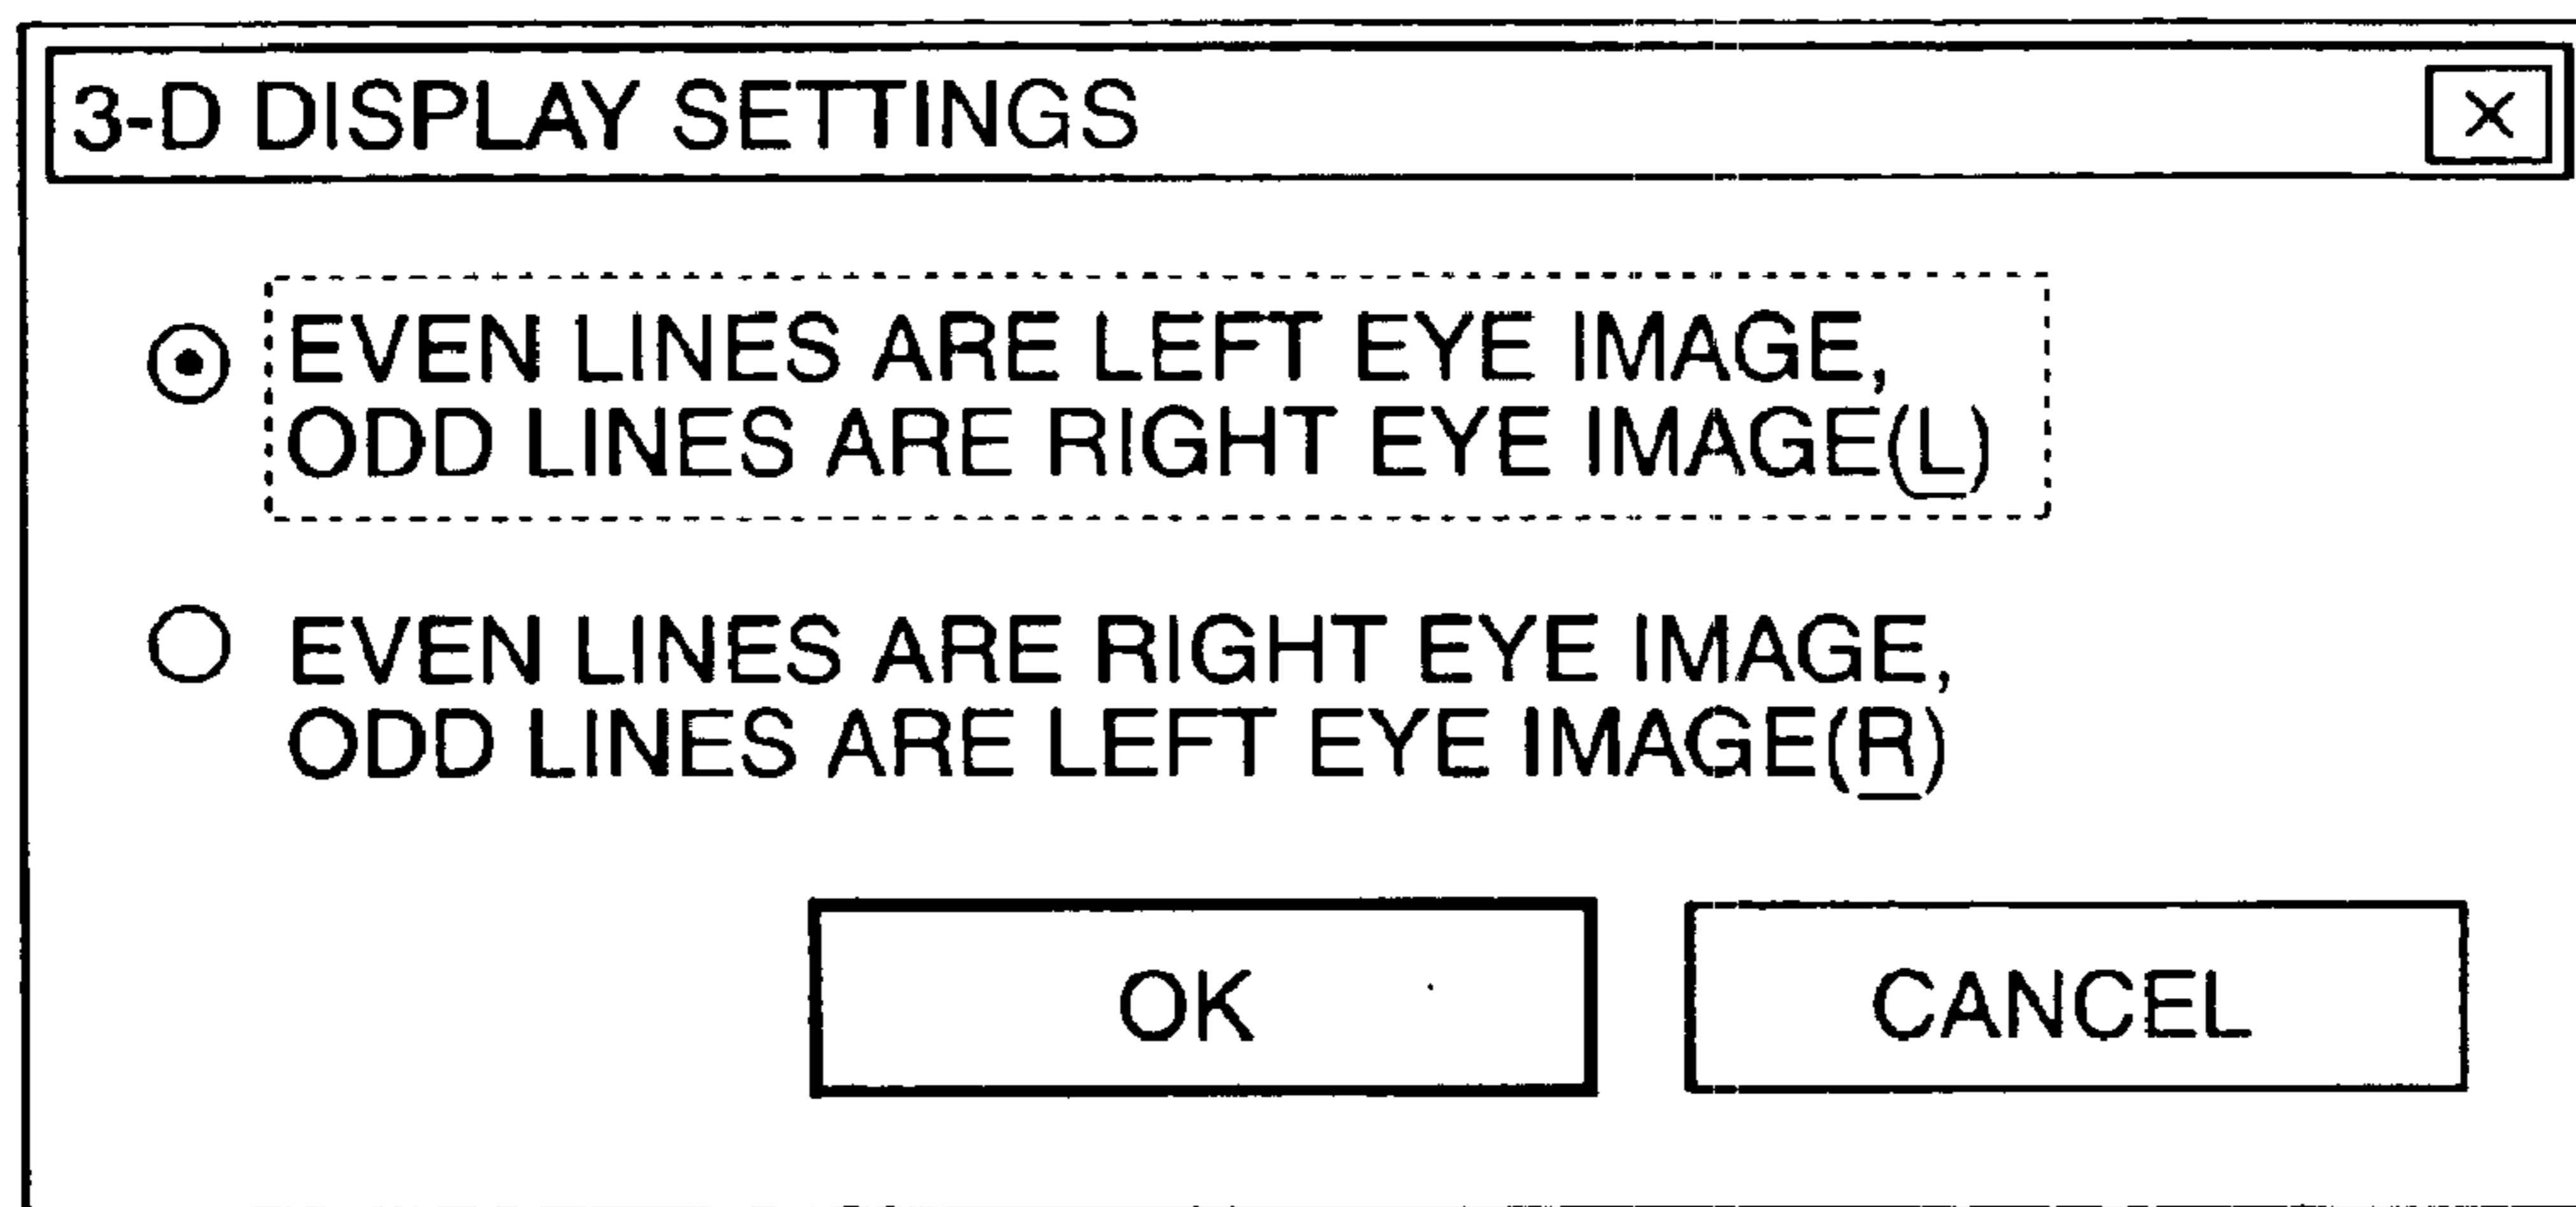 3-D DISPLAY SETTINGS
X
EVEN LINES ARE LEFT EYE IMAGE,
ODD LINES ARE RIGHT EYE IMAGE(L)
EVEN LINES ARE RIGHT EYE IMAGE,
ODD LINES ARE LEFT EYE IMAGE(R)
OK
CANCEL